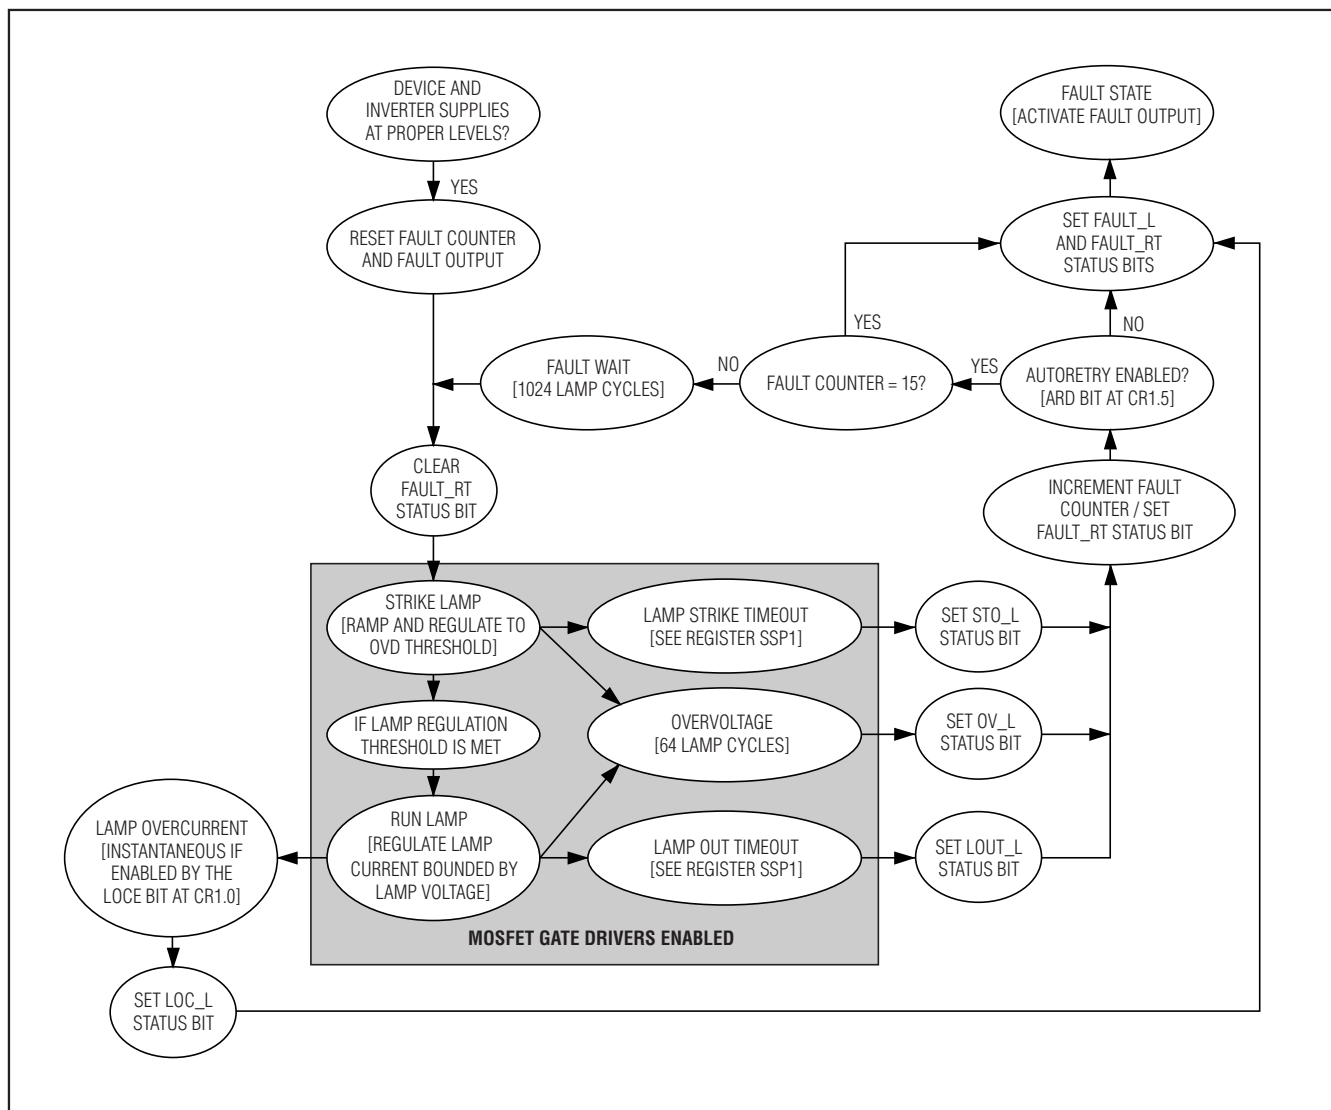 DEVICE AND
INVERTER SUPPLIES
AT PROPER LEVELS?
YES
RESET FAULT COUNTER
AND FAULT OUTPUT
FAULT STATE
[ACTIVATE FAULT OUTPUT]
SET FAULT_L
AND FAULT_RT
STATUS BITS
YES
NO
FAULT WAIT
[1024 LAMP CYCLES]
NO
FAULT COUNTER = 15?
YES
AUTORETRY ENABLED?
[ARD BIT AT CR1.5]
CLEAR
FAULT_RT
STATUS BIT
INCREMENT FAULT
COUNTER / SET
FAULT_RT STATUS BIT
STRIKE LAMP
[RAMP AND REGULATE TO
OVD THRESHOLD]
LAMP STRIKE TIMEOUT
[SEE REGISTER SSP1]
SET STO_L
STATUS BIT
IF LAMP REGULATION
THRESHOLD IS MET
OVERVOLTAGE
[64 LAMP CYCLES]
SET OV_L
STATUS BIT
LAMP OVERCURRENT
[INSTANTANEOUS IF
ENABLED BY THE
LOCE BIT AT CR1.0]
RUN LAMP
[REGULATE LAMP
CURRENT BOUNDED BY
LAMP VOLTAGE]
LAMP OUT TIMEOUT
[SEE REGISTER SSP1]
SET LOUT_L
STATUS BIT
MOSFET GATE DRIVERS ENABLED
SET LOC_L
STATUS BIT